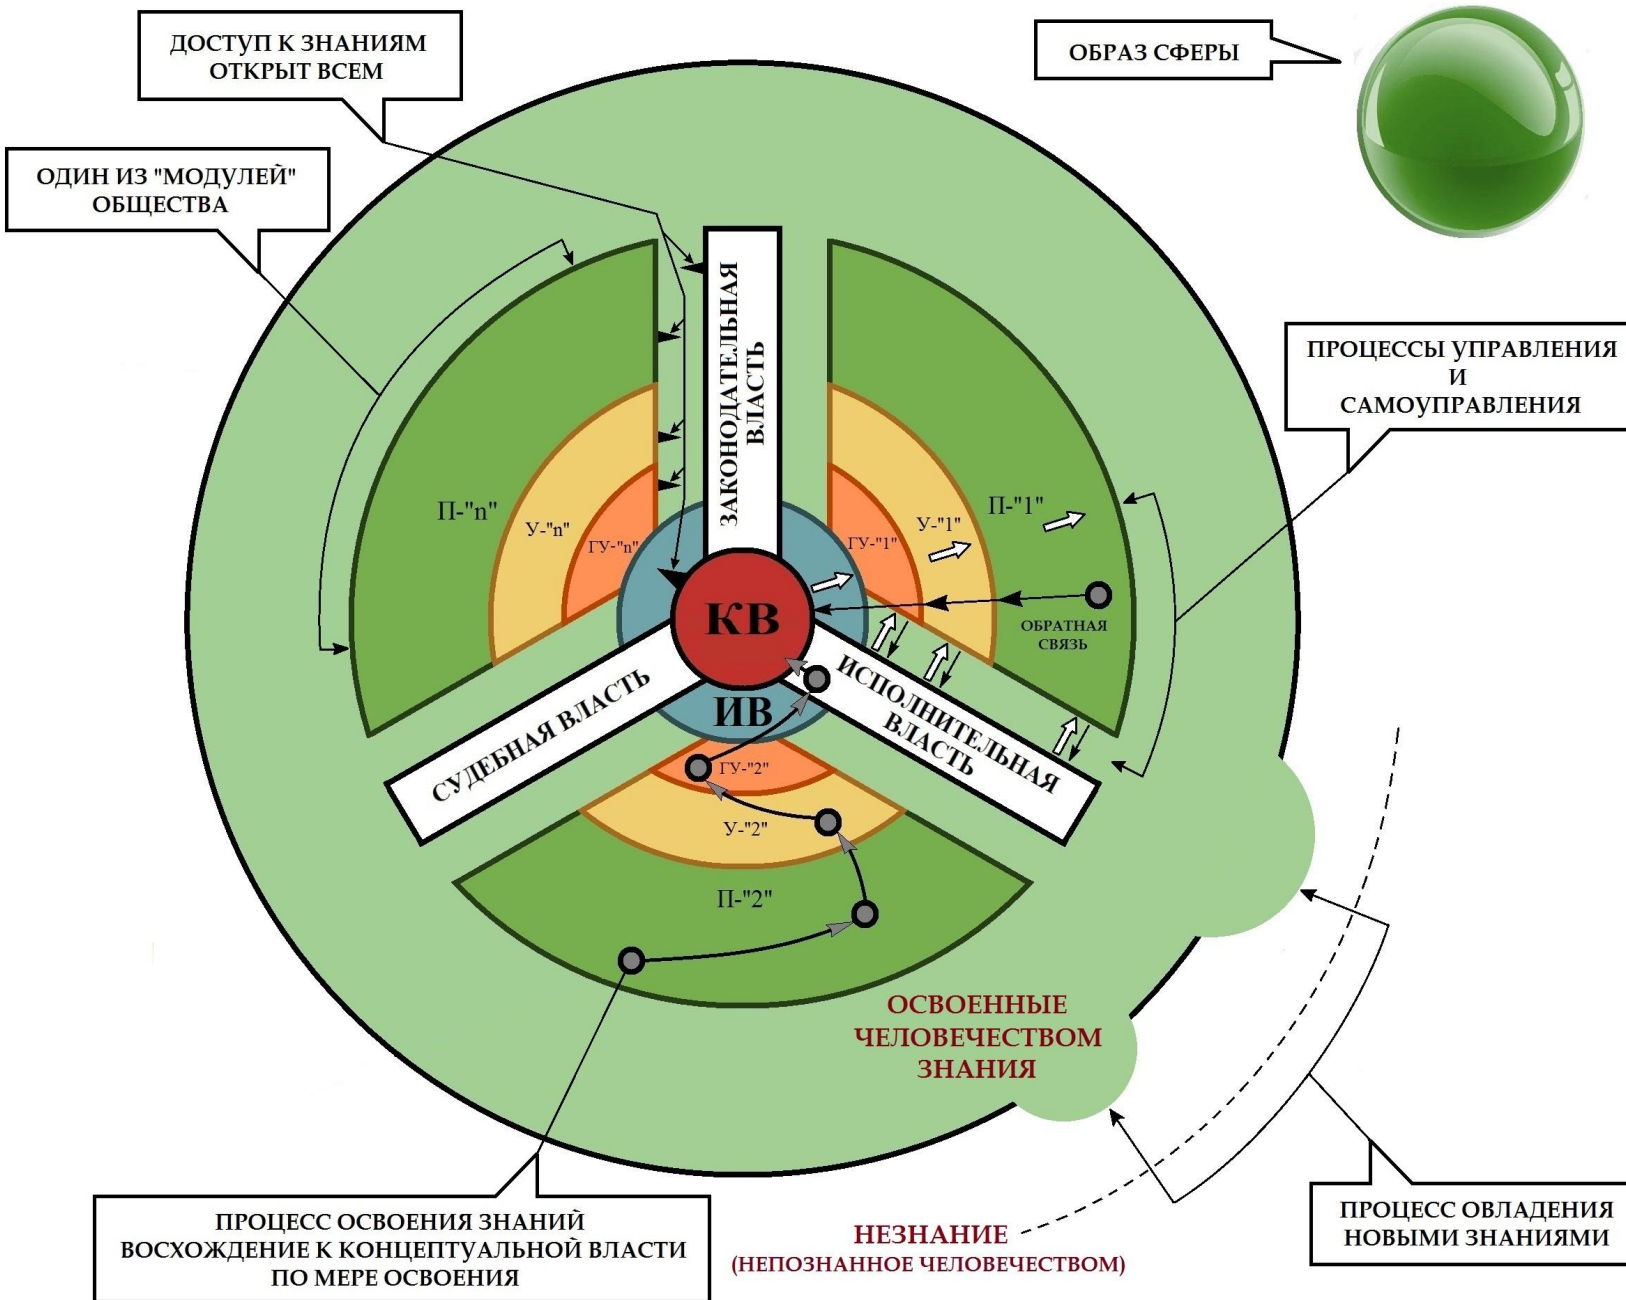 ДОСТУП К ЗНАНИЯМ
ОТКРЫТ ВСЕМ
ОБРАЗ СФЕРЫ
ОДИН ИЗ "МОДУЛЕЙ"
ОБЩЕСТВА
ПРОЦЕССЫ УПРАВЛЕНИЯ
И
САМОУПРАВЛЕНИЯ
ЗАКОНОДАТЕЛЬНАЯ
ВЛАСТЬ
П-"n"
У-"n"
ГУ-"n"
ГУ-"1"
У-"1"
П-"1"
КВ
ОБРАТНАЯ
СВЯЗЬ
ИВ
СУДЕБНАЯ ВЛАСТЬ
ИСПОЛНИТЕЛЬНАЯ
ВЛАСТЬ
ГУ-"2"
У-"2"
П-"2"
ОСВОЕННЫЕ
ЧЕЛОВЕЧЕСТВОМ
ЗНАНИЯ
ПРОЦЕСС ОСВОЕНИЯ ЗНАНИЙ
ВОСХОЖДЕНИЕ К КОНЦЕПТУАЛЬНОЙ ВЛАСТИ
ПО МЕРЕ ОСВОЕНИЯ
НЕЗНАНИЕ
(НЕПОЗНАННОЕ ЧЕЛОВЕЧЕСТВОМ)
ПРОЦЕСС ОВЛАДЕНИЯ
НОВЫМИ ЗНАНИЯМИ